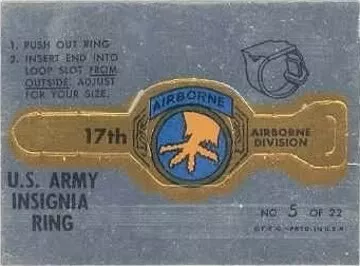 1. PUSH OUT RING
2. INSERT END INTO
LOOP SLOT FROM
OUTSIDE. ADJUST
FOR YOUR SIZE.
AIRBORNE
17th
AIRBORNE
DIVISION
U.S. ARMY
INSIGNIA
RING
NO 5 OF 22